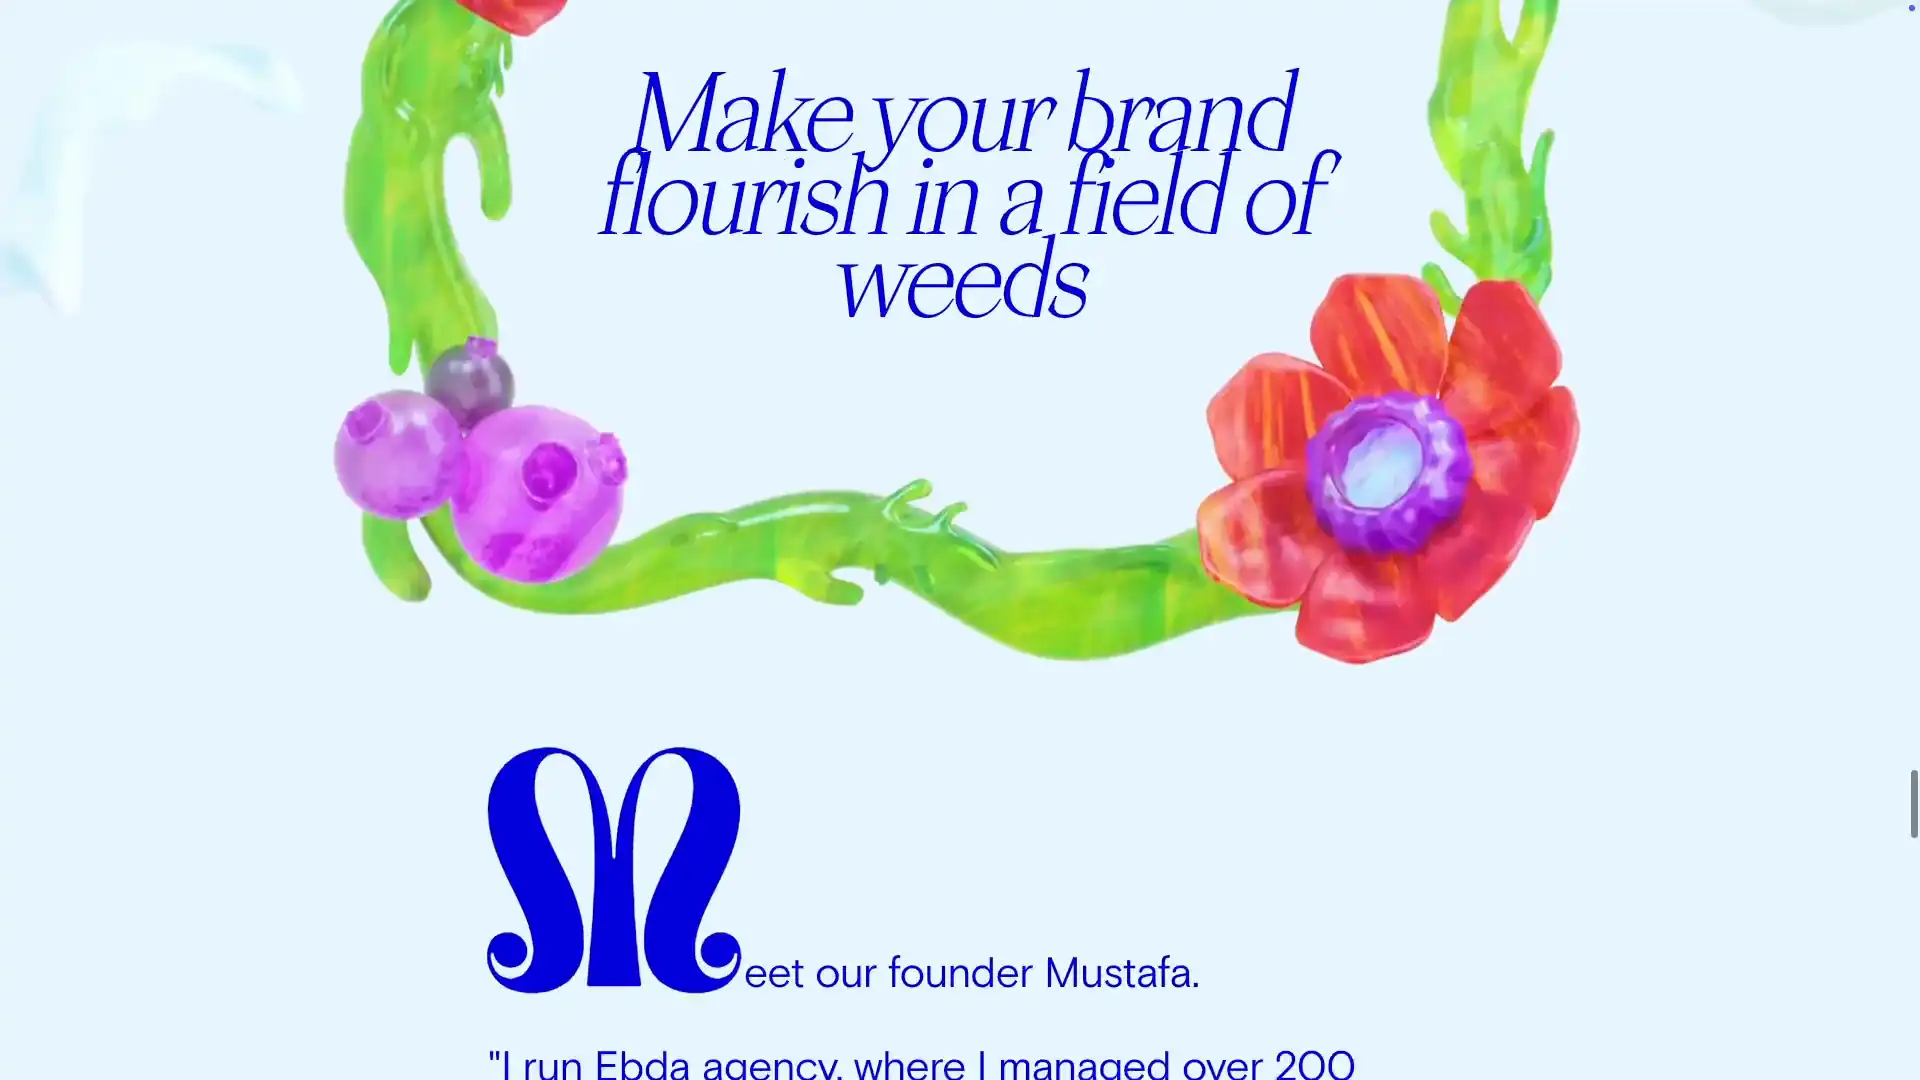 Make your brand
flourish in a field of
weeds
Meet our founder Mustafa.
"I run Ebda agency, where I managed over 200